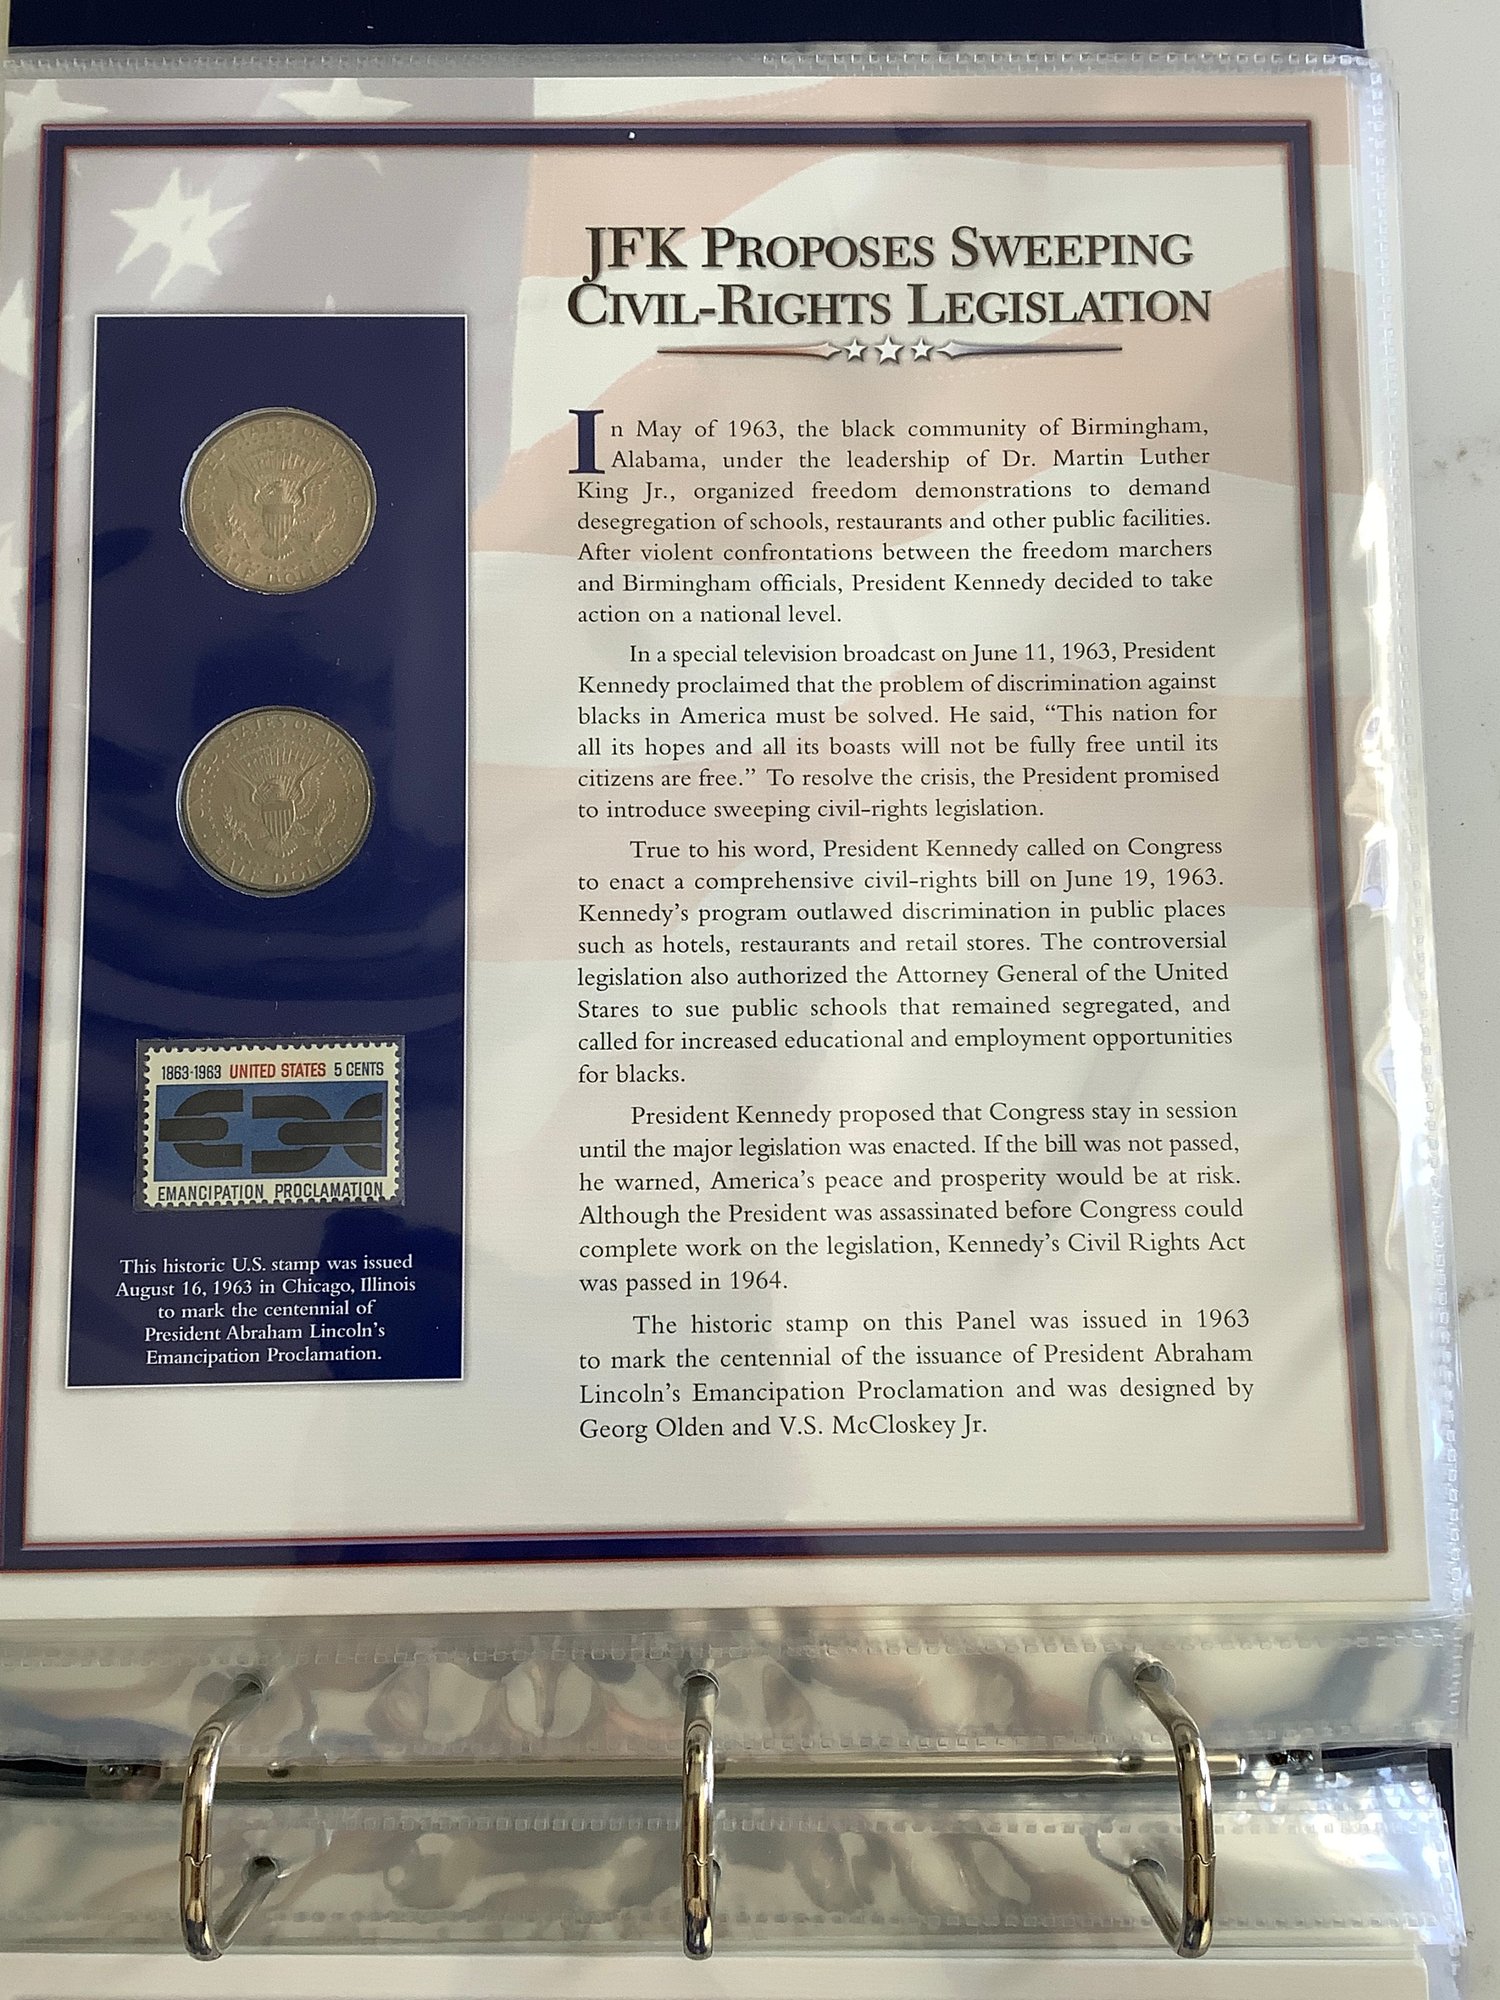 JFK PROPOSES SWEEPING
CIVIL-RIGHTS LEGISLATION
In May of 1963, the black community of Birmingham,
Alabama, under the leadership of Dr. Martin Luther
King Jr., organized freedom demonstrations to demand
desegregation of schools, restaurants and other public facilities.
After violent confrontations between the freedom marchers
and Birmingham officials, President Kennedy decided to take
action on a national level.
In a special television broadcast on June 11, 1963, President
Kennedy proclaimed that the problem of discrimination against
blacks in America must be solved. He said, “This nation for
all its hopes and all its boasts will not be fully free until its
citizens are free.” To resolve the crisis, the President promised
to introduce sweeping civil-rights legislation.
True to his word, President Kennedy called on Congress
to enact a comprehensive civil-rights bill on June 19, 1963.
Kennedy’s program outlawed discrimination in public places
such as hotels, restaurants and retail stores. The controversial
legislation also authorized the Attorney General of the United
Stares to sue public schools that remained segregated, and
called for increased educational and employment opportunities
for blacks.
President Kennedy proposed that Congress stay in session
until the major legislation was enacted. If the bill was not passed,
he warned, America’s peace and prosperity would be at risk.
Although the President was assassinated before Congress could
complete work on the legislation, Kennedy’s Civil Rights Act
was passed in 1964.
The historic stamp on this Panel was issued in 1963
to mark the centennial of the issuance of President Abraham
Lincoln’s Emancipation Proclamation and was designed by
Georg Olden and V.S. McCloskey Jr.
UNITED STATES OF AMERICA
HALF DOLLAR
UNITED STATES OF AMERICA
HALF DOLLAR
1863-1963 UNITED STATES 5 CENTS
EMANCIPATION PROCLAMATION
This historic U.S. stamp was issued
August 16, 1963 in Chicago, Illinois
to mark the centennial of
President Abraham Lincoln’s
Emancipation Proclamation.